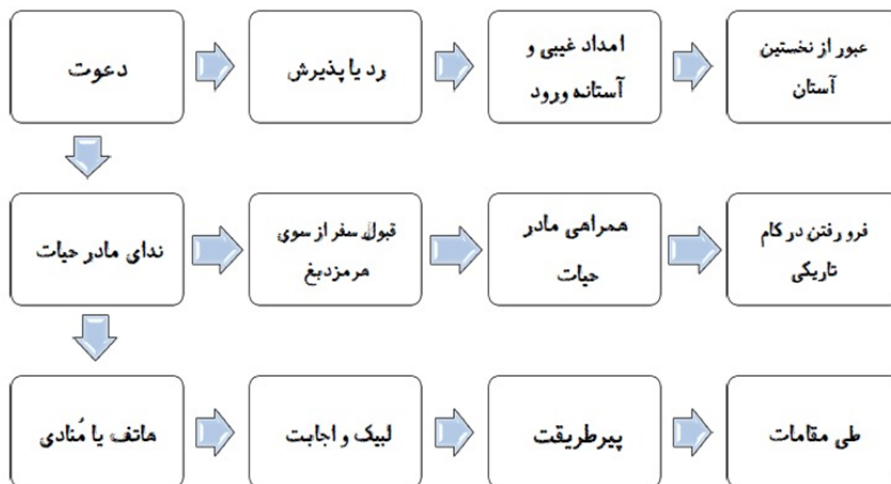 دعوت
رد یا پذیرش
امداد غیبی و
آستانه ورود
عبور از نخستین
آستان
ندای مادر حیات
قبول سفر از سوی
هرمزدبغ
همراهی مادر
حیات
فرو رفتن در کام
تاریکی
هاتف یا مُنادی
لبیک و اجابت
پیرطریقت
طی مقامات